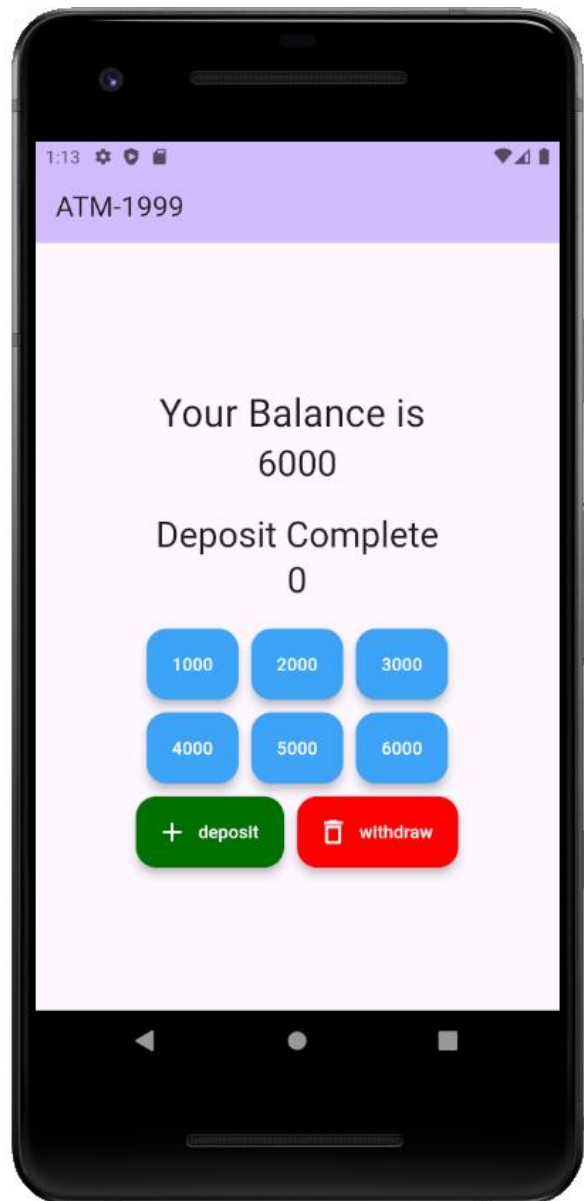 1:13
ATM-1999
Your Balance is
6000
Deposit Complete
0
1000 2000 3000
4000 5000 6000
deposit withdraw